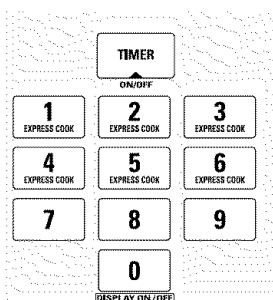 TIMER
ON/OFF
1 2 3
EXPRESS COOK EXPRESS COOK EXPRESS COOK
4 5 6
EXPRESS COOK EXPRESS COOK EXPRESS COOK
7 8 9
0
DISPLAY ON/OFF